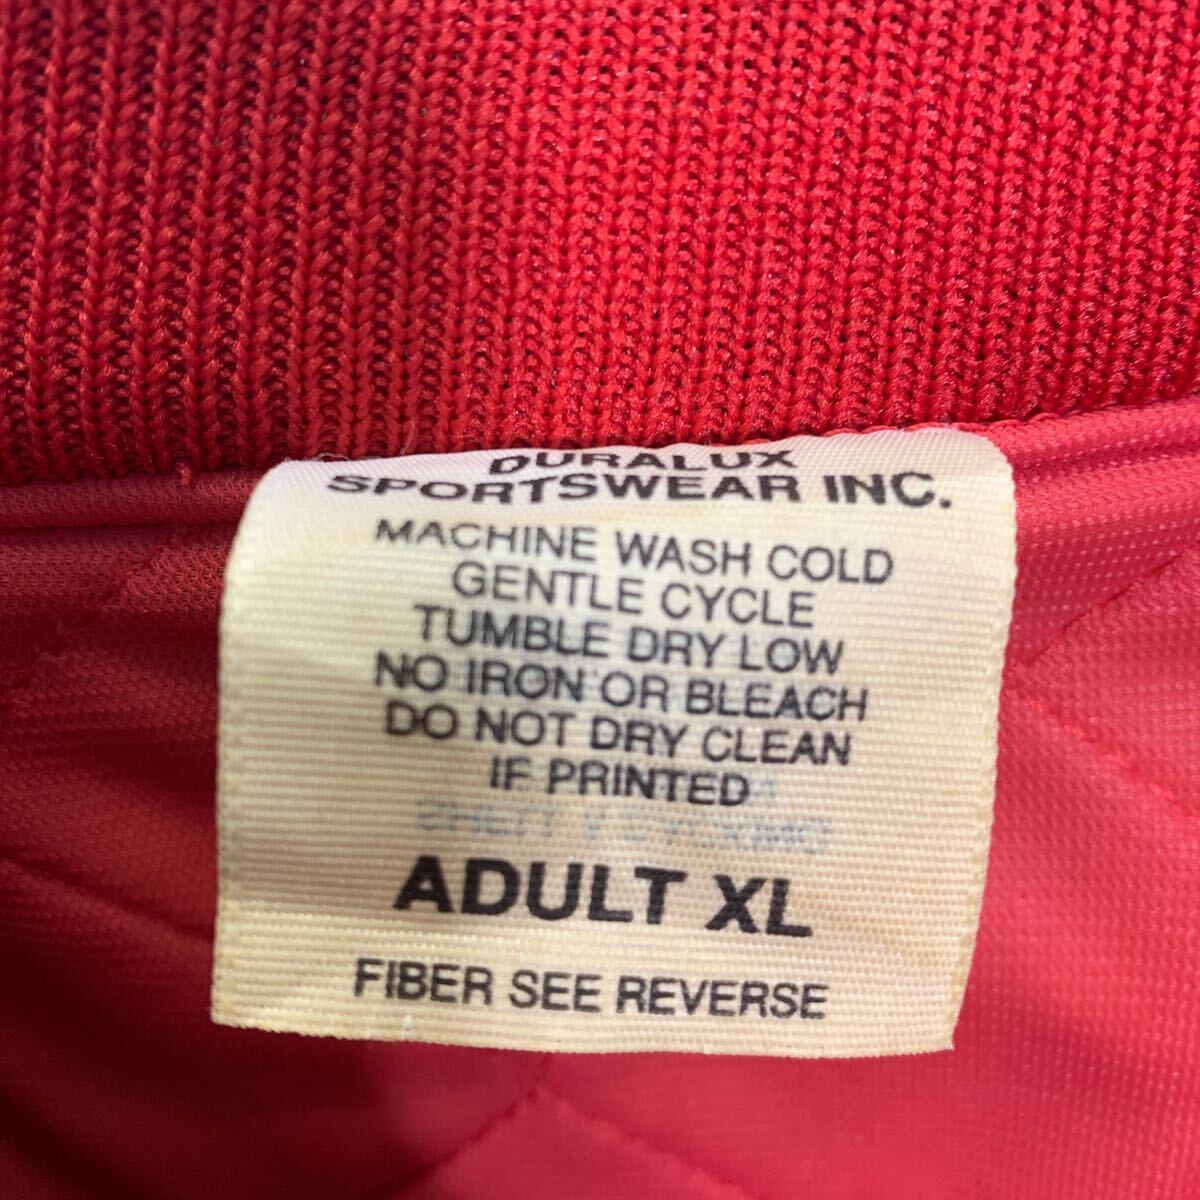 DURALUX
SPORTSWEAR INC.
MACHINE WASH COLD
GENTLE CYCLE
TUMBLE DRY LOW
NO IRON OR BLEACH
DO NOT DRY CLEAN
IF PRINTED
ADULT XL
FIBER SEE REVERSE